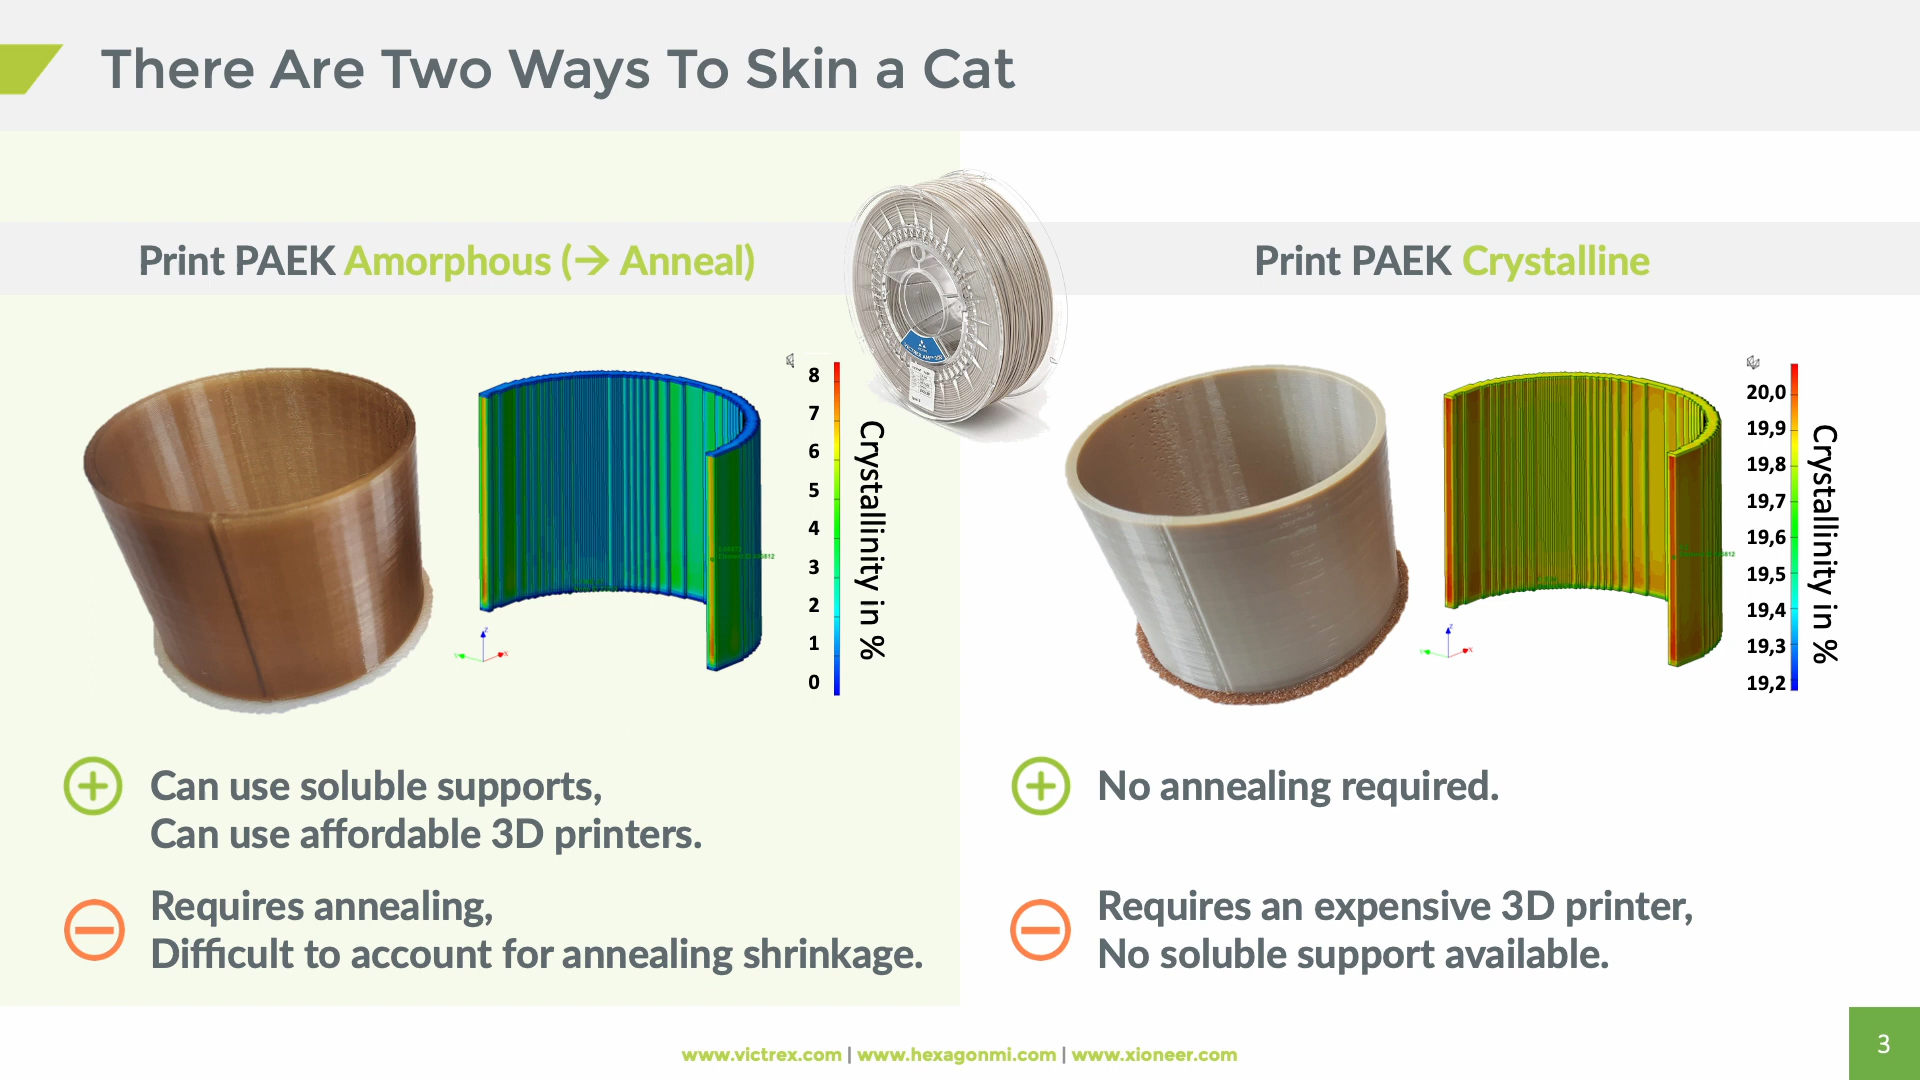 There Are Two Ways To Skin a Cat
Print PAEK Amorphous (→ Anneal)
Print PAEK Crystalline
8
7
6
5
4
3
2
1
0
Crystallinity in %
20,0
19,9
19,8
19,7
19,6
19,5
19,4
19,3
19,2
Crystallinity in %
Can use soluble supports,
Can use affordable 3D printers.
Requires annealing,
Difficult to account for annealing shrinkage.
No annealing required.
Requires an expensive 3D printer,
No soluble support available.
www.victrex.com | www.hexagonmi.com | www.xioneer.com
3